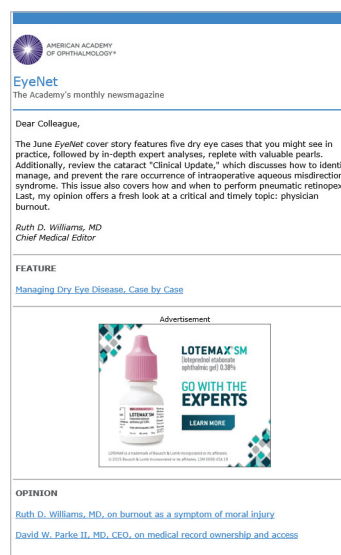 AMERICAN ACADEMY
OF OPHTHALMOLOGY®
EyeNet
The Academy's monthly newsmagazine
Dear Colleague,
The June EyeNet cover story features five dry eye cases that you might see in
practice, followed by in-depth expert analyses, replete with valuable pearls.
Additionally, review the cataract "Clinical Update," which discusses how to identi
manage, and prevent the rare occurrence of intraoperative aqueous misdirection
syndrome. This issue also covers how and when to perform pneumatic retinopex
Last, my opinion offers a fresh look at a critical and timely topic: physician
burnout.
Ruth D. Williams, MD
Chief Medical Editor
FEATURE
Managing Dry Eye Disease, Case by Case
Advertisement
LOTEMAX® SM
(loteprednol etabonate
ophthalmic gel) 0.38%
GO WITH THE
EXPERTS
LEARN MORE
LOTEMAX SM
OPINION
Ruth D. Williams, MD, on burnout as a symptom of moral injury
David W. Parke II, MD, CEO, on medical record ownership and access